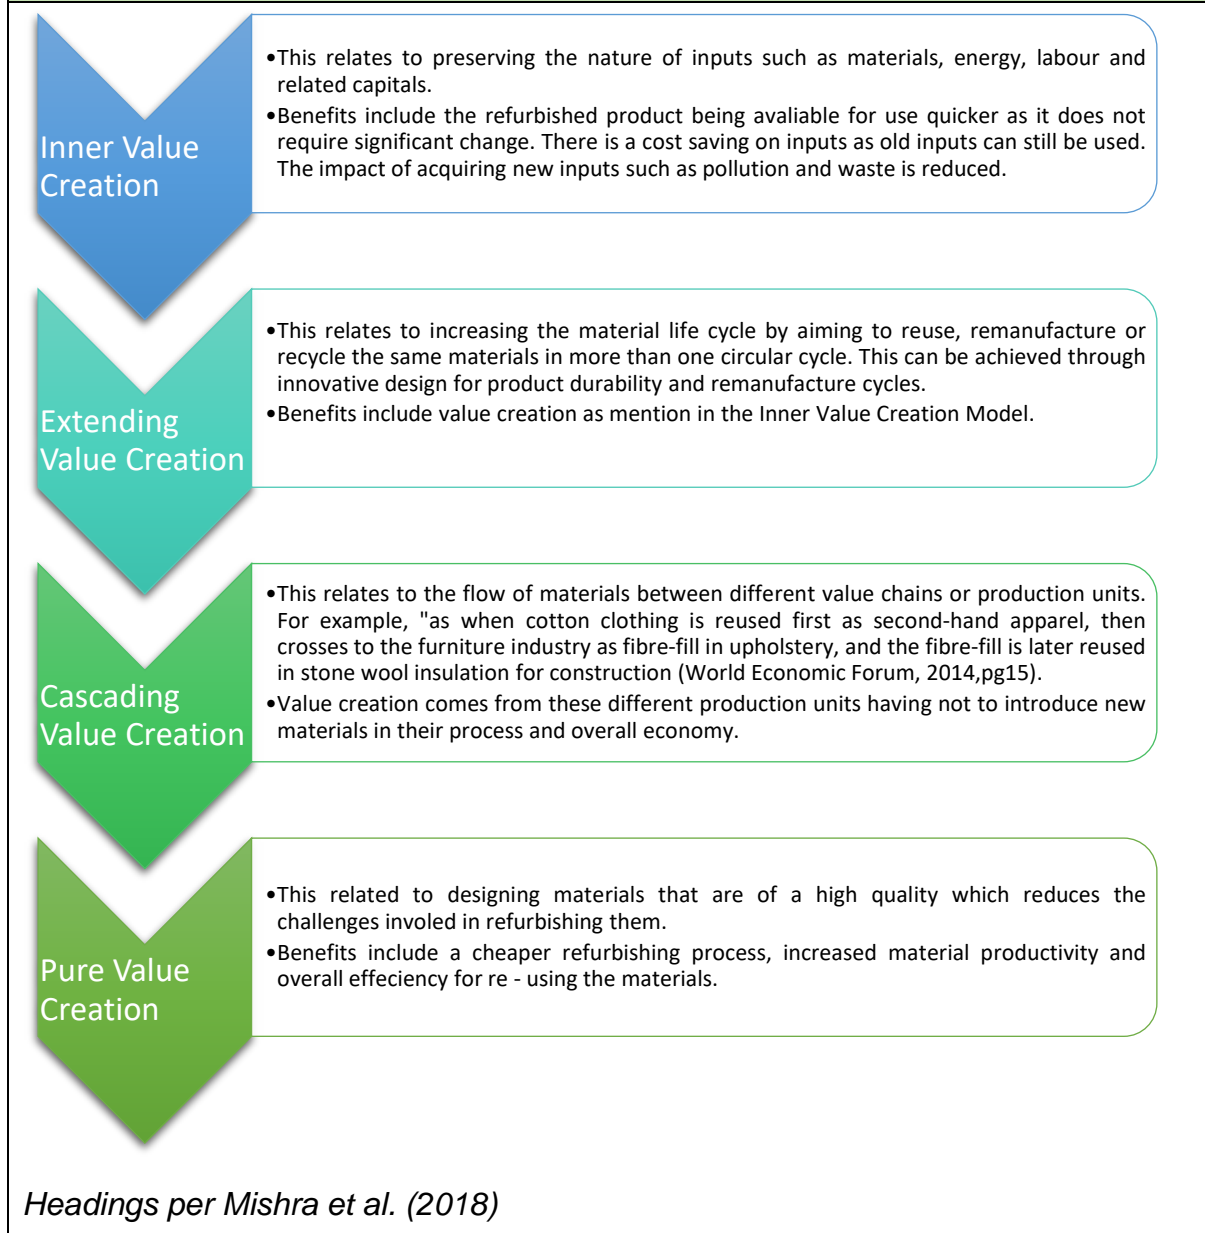 Inner Value
Creation
•This relates to preserving the nature of inputs such as materials, energy, labour and
related capitals.
•Benefits include the refurbished product being avaliable for use quicker as it does not
require significant change. There is a cost saving on inputs as old inputs can still be used.
The impact of acquiring new inputs such as pollution and waste is reduced.
Extending
Value Creation
•This relates to increasing the material life cycle by aiming to reuse, remanufacture or
recycle the same materials in more than one circular cycle. This can be achieved through
innovative design for product durability and remanufacture cycles.
•Benefits include value creation as mention in the Inner Value Creation Model.
Cascading
Value Creation
•This relates to the flow of materials between different value chains or production units.
For example, "as when cotton clothing is reused first as second-hand apparel, then
crosses to the furniture industry as fibre-fill in upholstery, and the fibre-fill is later reused
in stone wool insulation for construction (World Economic Forum, 2014,pg15).
•Value creation comes from these different production units having not to introduce new
materials in their process and overall economy.
Pure Value
Creation
•This related to designing materials that are of a high quality which reduces the
challenges involed in refurbishing them.
•Benefits include a cheaper refurbishing process, increased material productivity and
overall effeciency for re - using the materials.
Headings per Mishra et al. (2018)